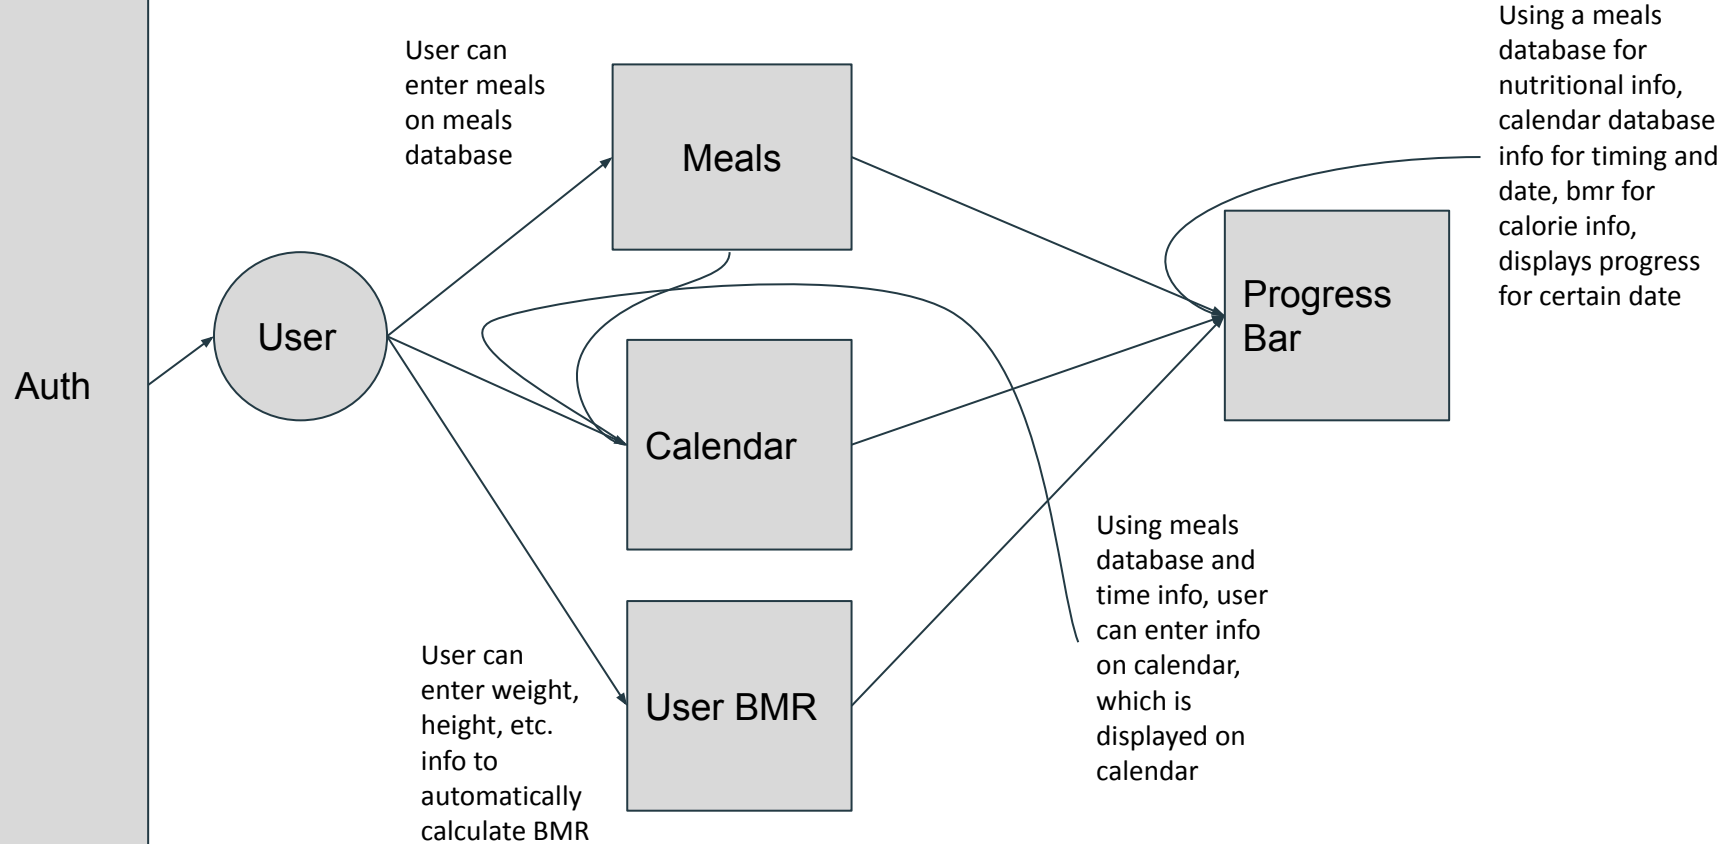 Auth
User
User can
enter meals
on meals
database
Meals
Calendar
User can
enter weight,
height, etc.
info to
automatically
calculate BMR
User BMR
Using meals
database and
time info, user
can enter info
on calendar,
which is
displayed on
calendar
Progress
Bar
Using a meals
database for
nutritional info,
calendar database
info for timing and
date, bmr for
calorie info,
displays progress
for certain date